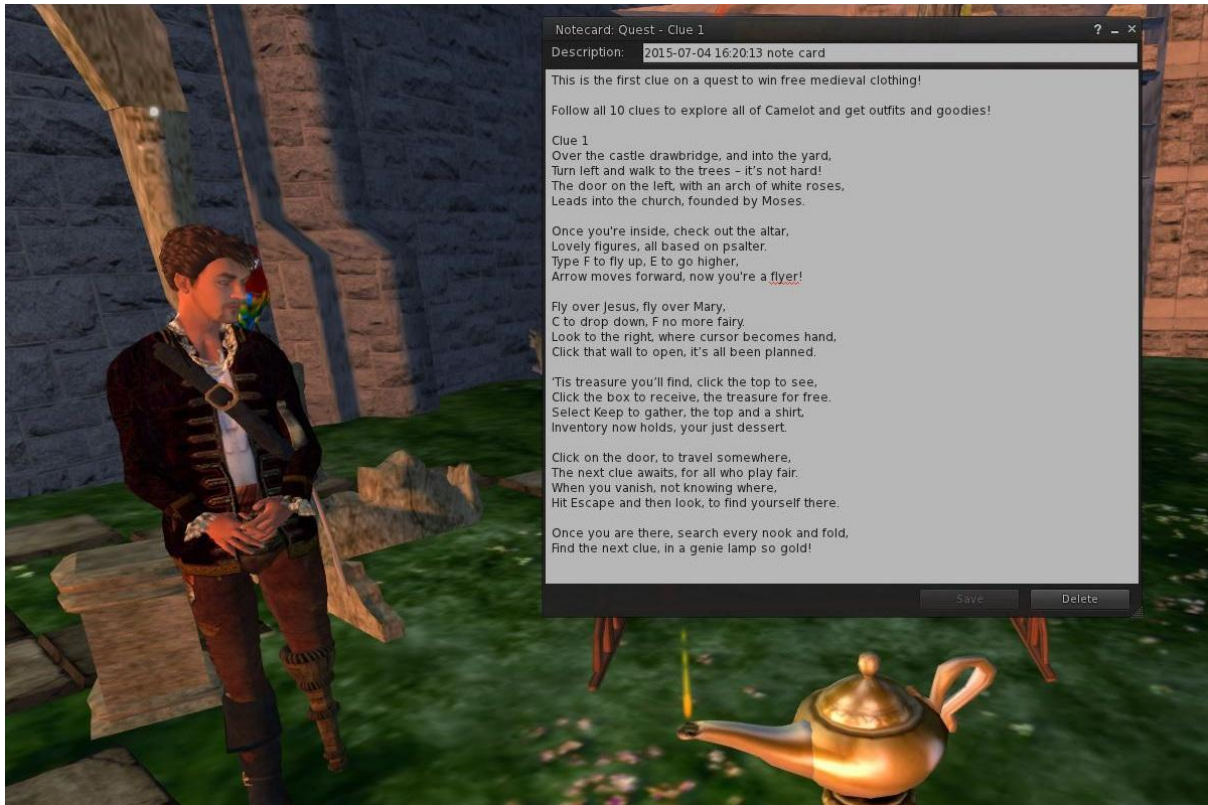 Notecard: Quest - Clue 1
? – ×
Description: 2015-07-04 16:20:13 note card
This is the first clue on a quest to win free medieval clothing!
Follow all 10 clues to explore all of Camelot and get outfits and goodies!
Clue 1
Over the castle drawbridge, and into the yard,
Turn left and walk to the trees – it's not hard!
The door on the left, with an arch of white roses,
Leads into the church, founded by Moses.
Once you're inside, check out the altar,
Lovely figures, all based on psalter.
Type F to fly up, E to go higher,
Arrow moves forward, now you're a flyer!
Fly over Jesus, fly over Mary,
C to drop down, F no more fairy.
Look to the right, where cursor becomes hand,
Click that wall to open, it's all been planned.
'Tis treasure you'll find, click the top to see,
Click the box to receive, the treasure for free.
Select Keep to gather, the top and a shirt,
Inventory now holds, your just dessert.
Click on the door, to travel somewhere,
The next clue awaits, for all who play fair.
When you vanish, not knowing where,
Hit Escape and then look, to find yourself there.
Once you are there, search every nook and fold,
Find the next clue, in a genie lamp so gold!
Save
Delete